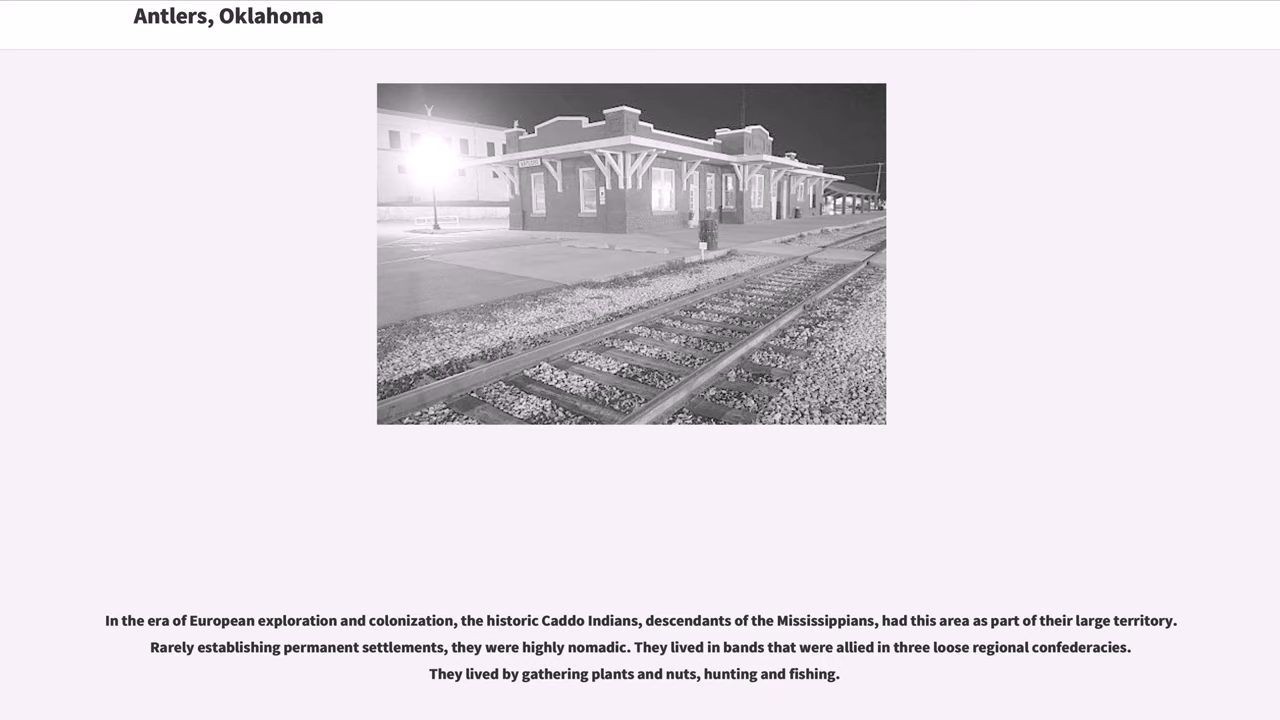 Antlers, Oklahoma
In the era of European exploration and colonization, the historic Caddo Indians, descendants of the Mississippians, had this area as part of their large territory.
Rarely establishing permanent settlements, they were highly nomadic. They lived in bands that were allied in three loose regional confederacies.
They lived by gathering plants and nuts, hunting and fishing.